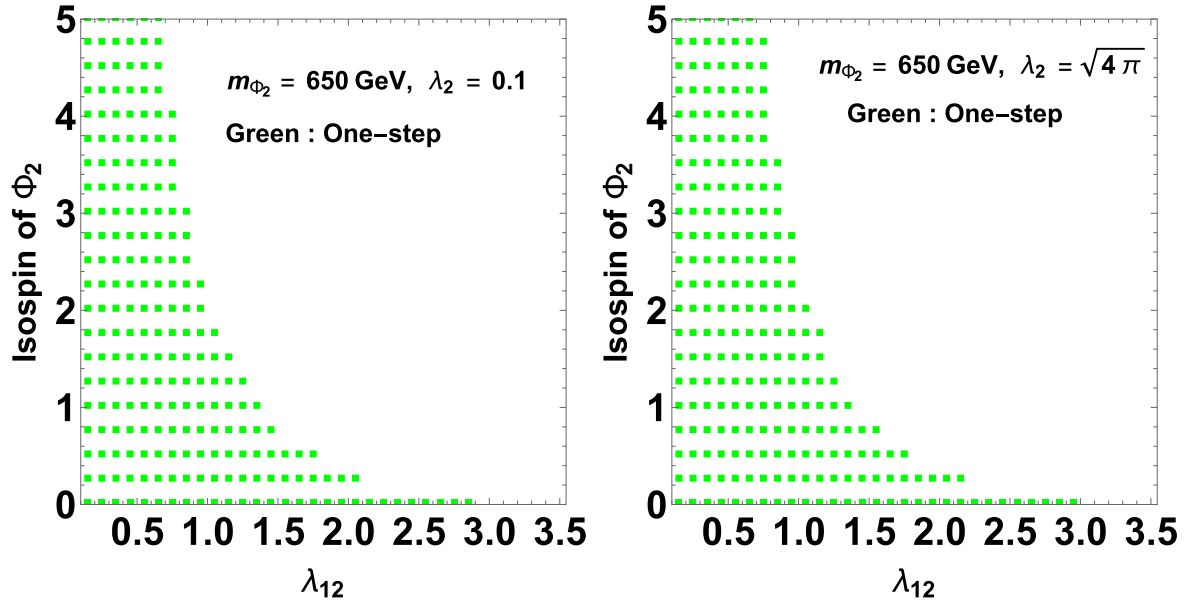 5
4
3
2
1
0
Isospin of Φ₂
m_Φ₂ = 650 GeV, λ₂ = 0.1
Green : One−step
0.5 1.0 1.5 2.0 2.5 3.0 3.5
λ₁₂
5
4
3
2
1
0
Isospin of Φ₂
m_Φ₂ = 650 GeV, λ₂ = √4 π
Green : One−step
0.5 1.0 1.5 2.0 2.5 3.0 3.5
λ₁₂